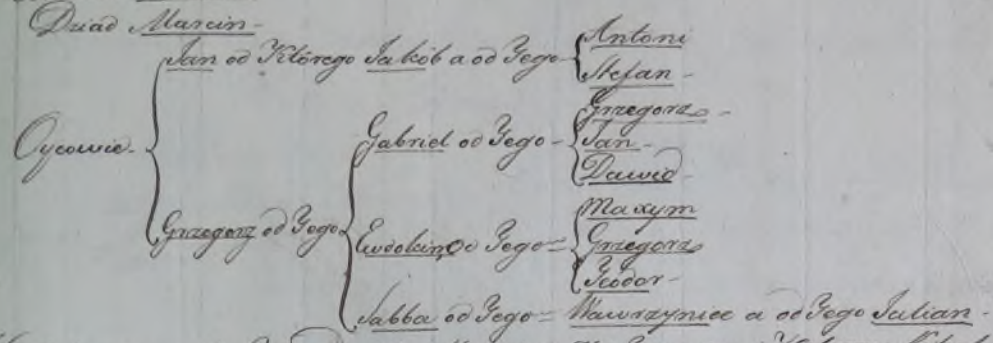 Dziad Marcin -
Jan od Którego Jakób a od Jego
Antoni
Stefan -
Oycowie -
Gabriel od Jego -
Grzegorz -
Jan -
Dawid
Grzegorz od Jego
Ewdokim od Jego =
Maxym
Grzegorz
Teodor -
Sabba od Jego = Wawrzyniec a od Jego Julian -